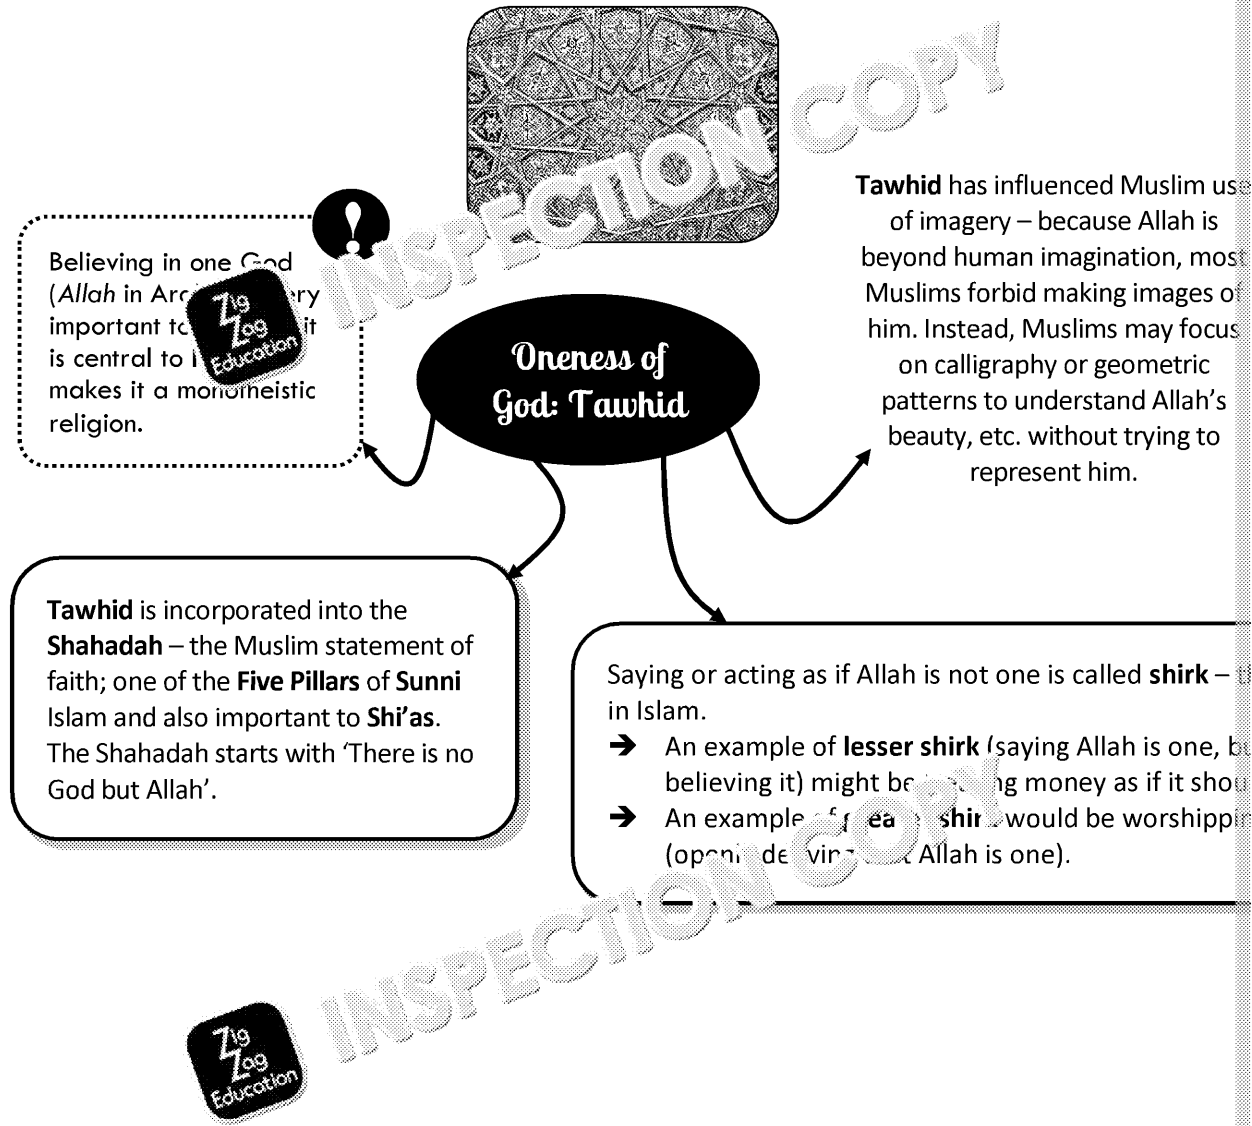 INSPECTION COPY
Believing in one God
(Allah in
important to it
is central to
makes it a monotheistic
religion.
Zig
Zag
Education
Oneness of
God: Tawhid
Tawhid has influenced Muslim use
of imagery – because Allah is
beyond human imagination, most
Muslims forbid making images of
him. Instead, Muslims may focus
on calligraphy or geometric
patterns to understand Allah’s
beauty, etc. without trying to
represent him.
Tawhid is incorporated into the
Shahadah – the Muslim statement of
faith; one of the Five Pillars of Sunni
Islam and also important to Shi’as.
The Shahadah starts with ‘There is no
God but Allah’.
Saying or acting as if Allah is not one is called shirk –
in Islam.
➔ An example of lesser shirk (saying Allah is one,
believing it) might be money as if it
➔ An example of greater shirk would be
(openly denying that Allah is one).
INSPECTION COPY
Zig
Zag
Education